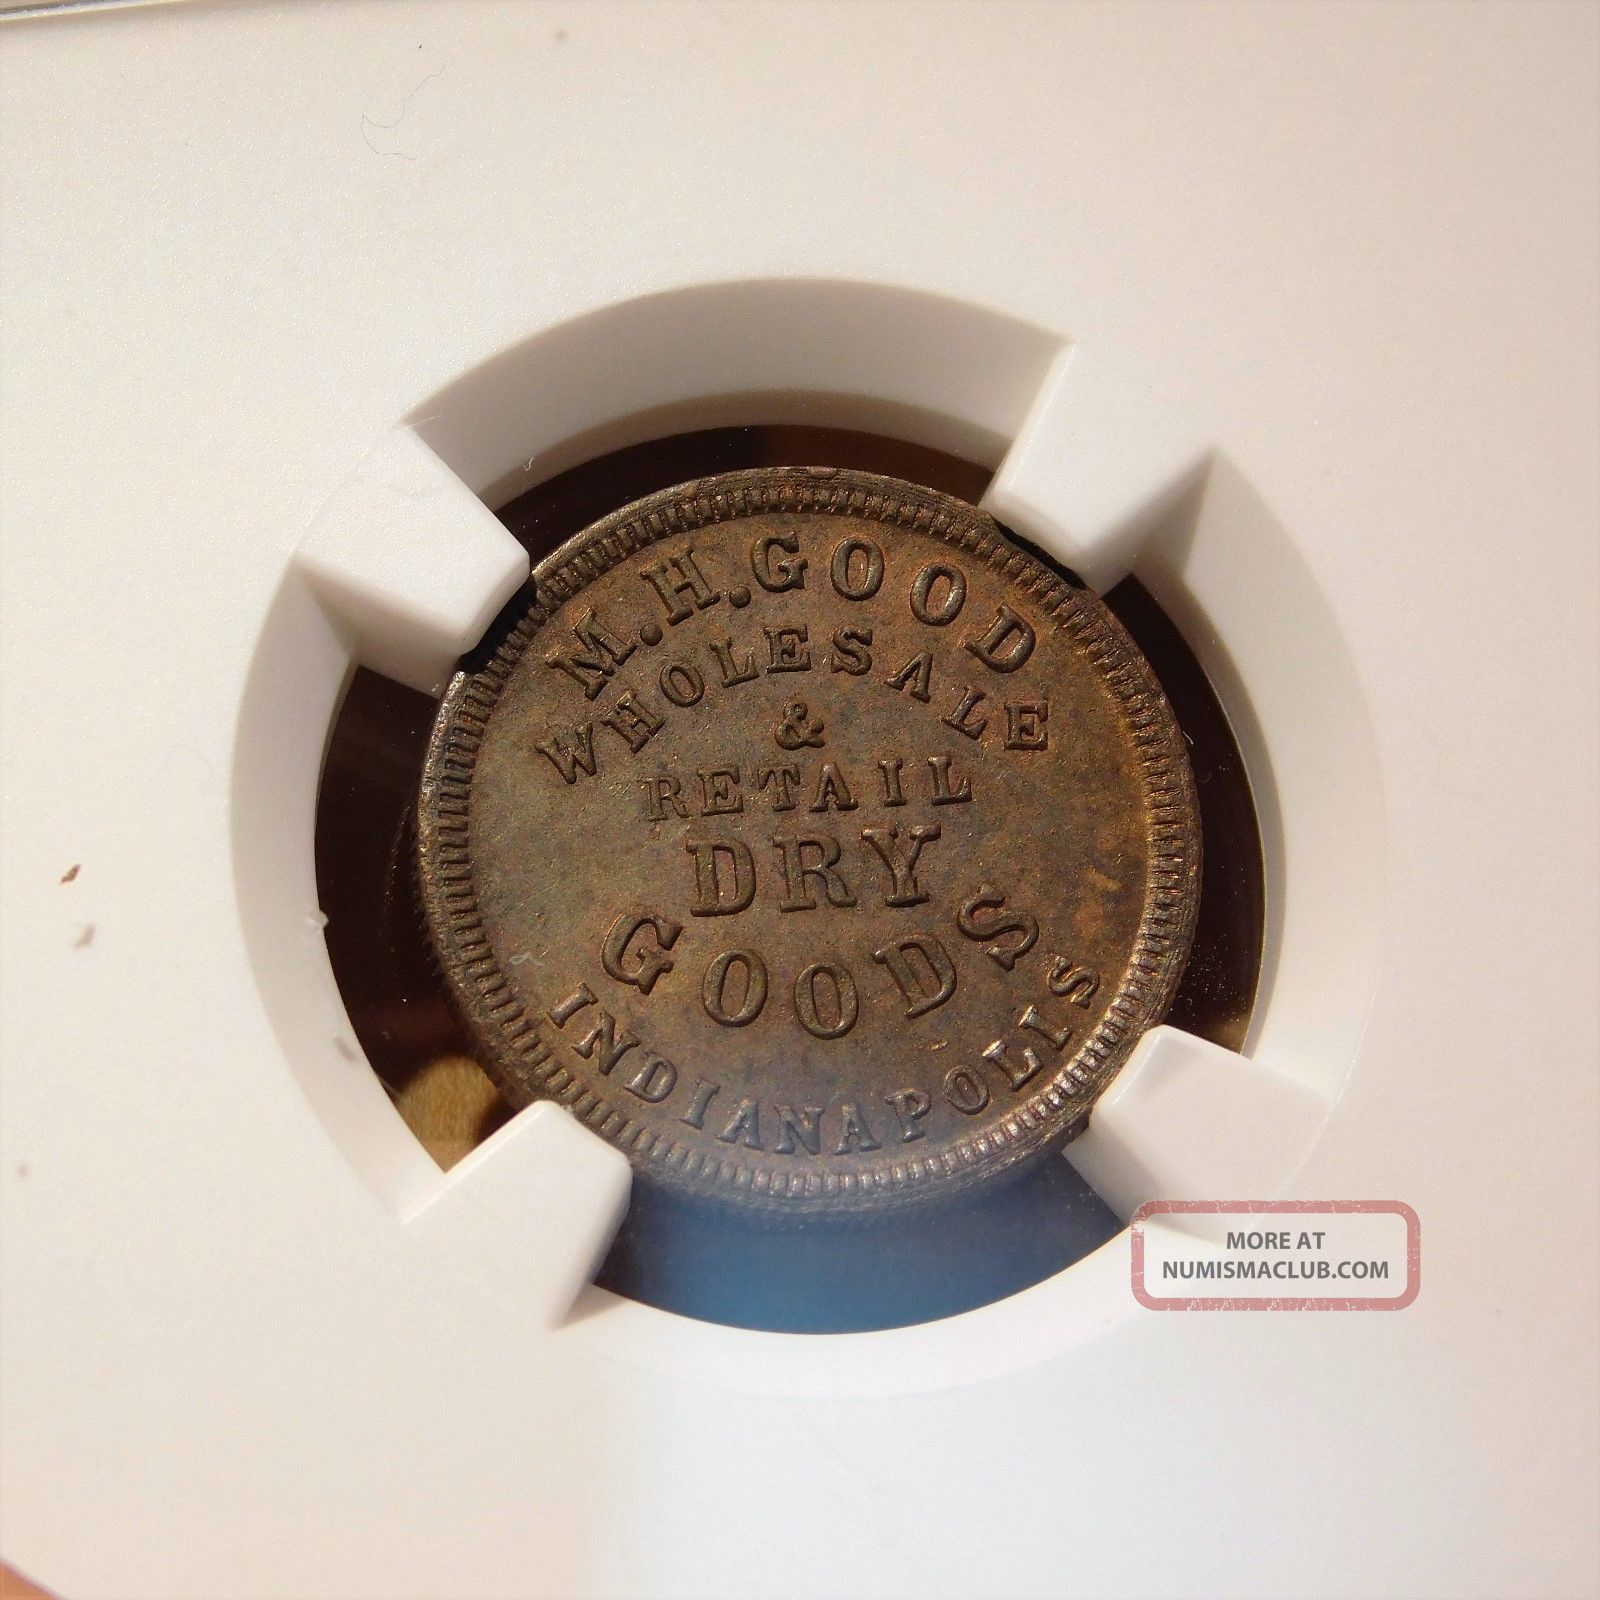 M.H.GOOD
WHOLESALE
&
RETAIL
DRY
GOODS
INDIANAPOLIS
MORE AT
NUMISMACLUB.COM